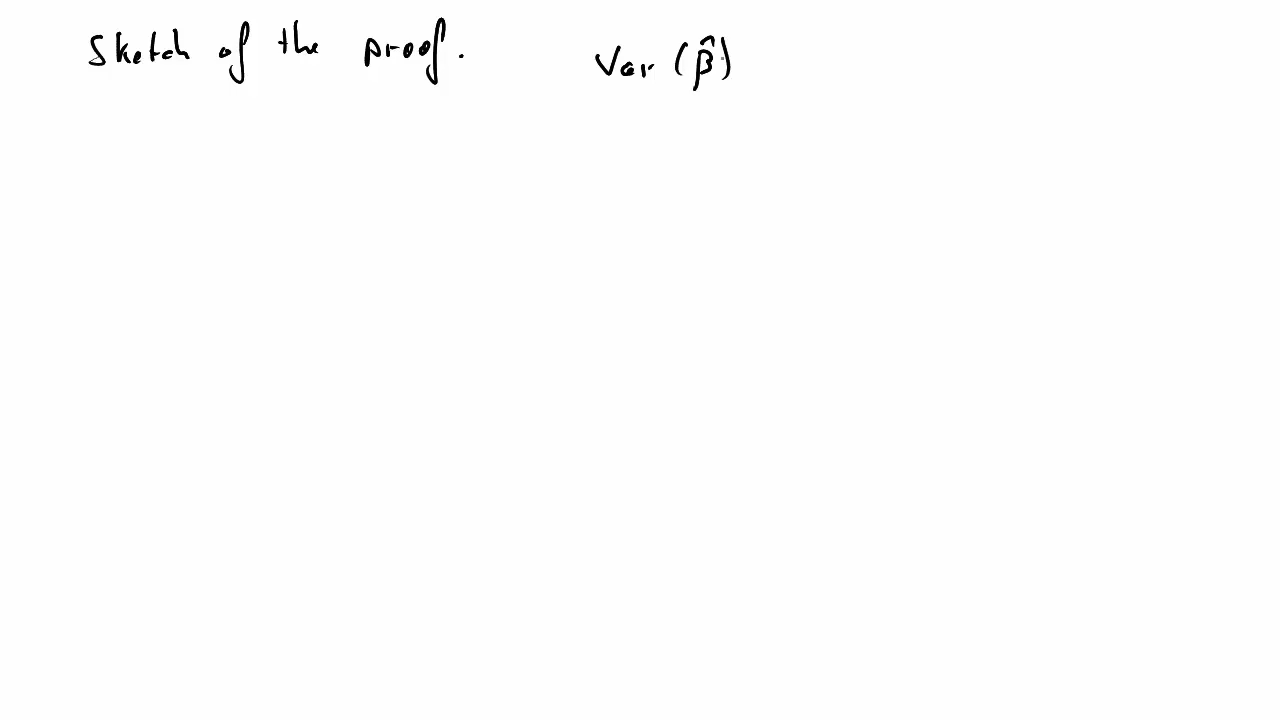 Sketch of the proof. Var (β̂)